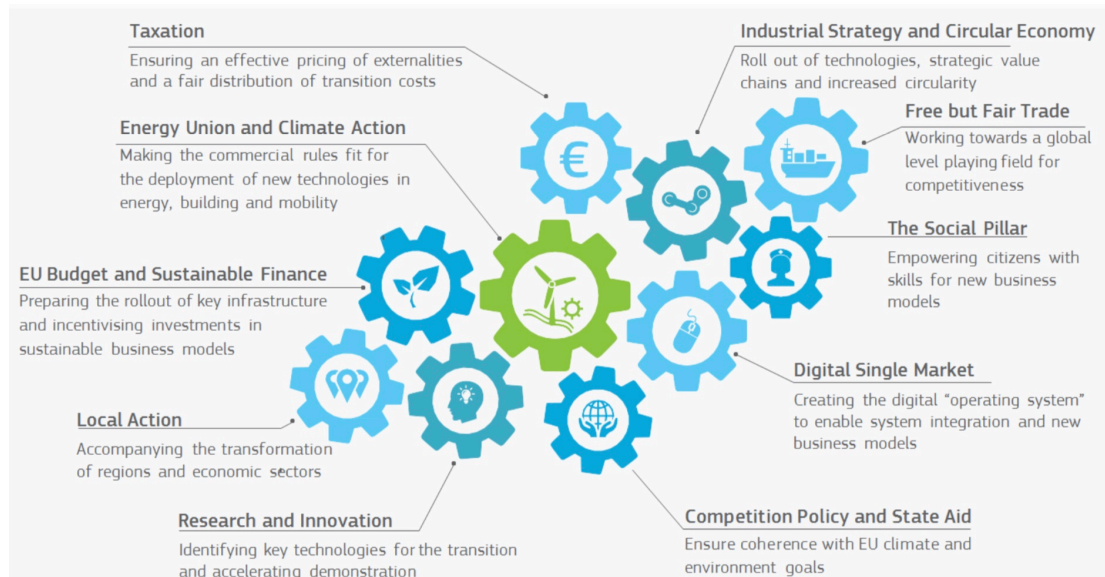 Taxation
Ensuring an effective pricing of externalities
and a fair distribution of transition costs
Industrial Strategy and Circular Economy
Roll out of technologies, strategic value
chains and increased circularity
Energy Union and Climate Action
Making the commercial rules fit for
the deployment of new technologies in
energy, building and mobility
Free but Fair Trade
Working towards a global
level playing field for
competitiveness
€
The Social Pillar
Empowering citizens with
skills for new business
models
EU Budget and Sustainable Finance
Preparing the rollout of key infrastructure
and incentivising investments in
sustainable business models
Digital Single Market
Creating the digital “operating system”
to enable system integration and new
business models
Local Action
Accompanying the transformation
of regions and economic sectors
Research and Innovation
Identifying key technologies for the transition
and accelerating demonstration
Competition Policy and State Aid
Ensure coherence with EU climate and
environment goals